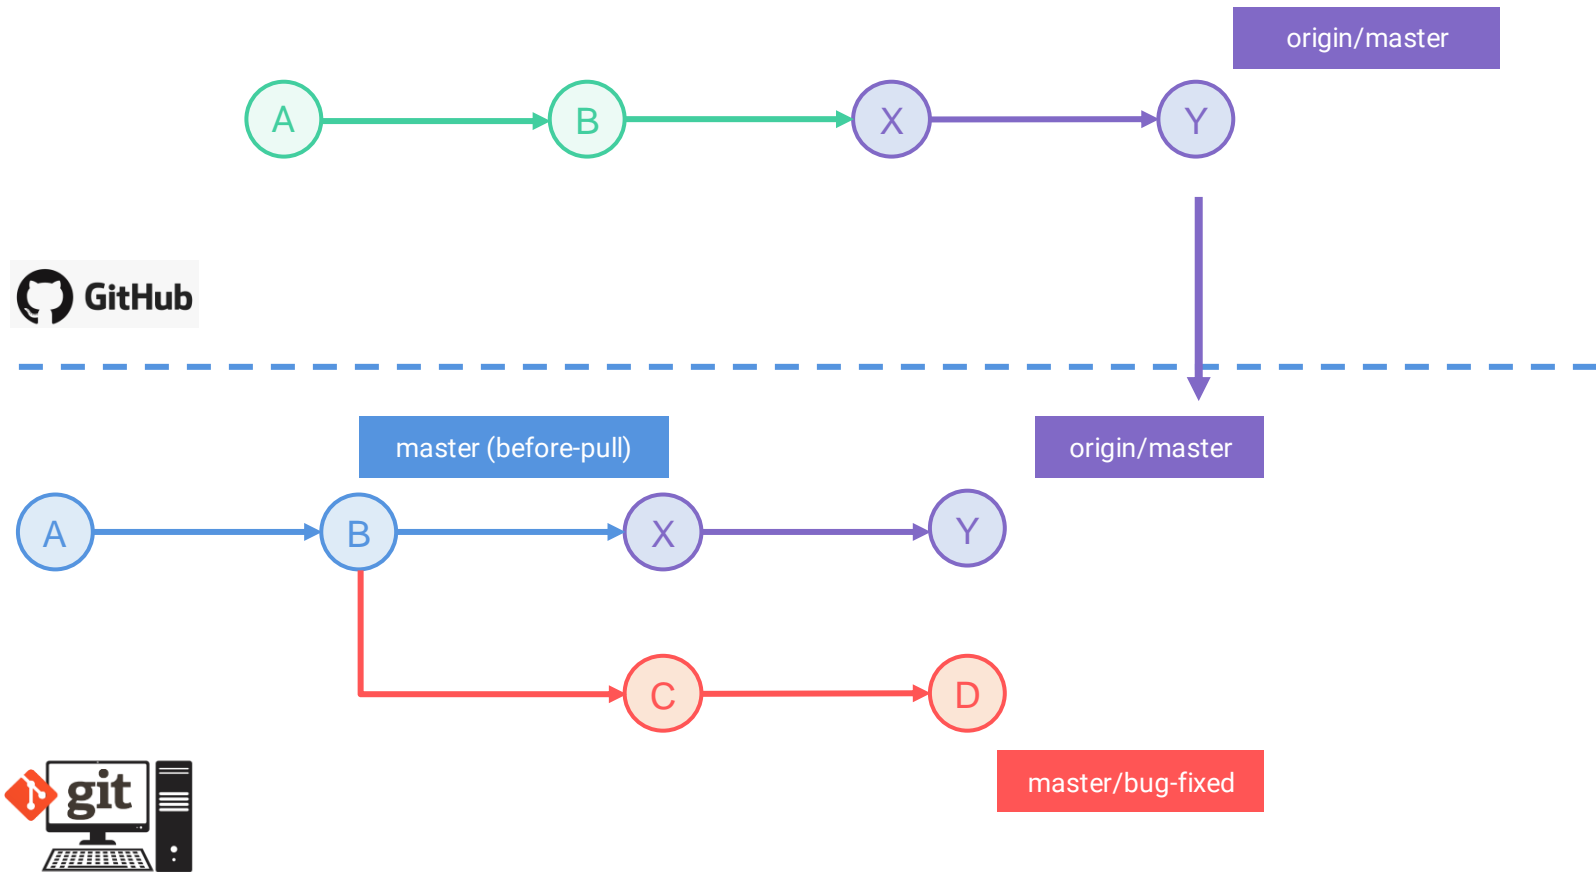 origin/master
A
B
X
Y
GitHub
master (before-pull)
origin/master
A
B
X
Y
C
D
git
master/bug-fixed